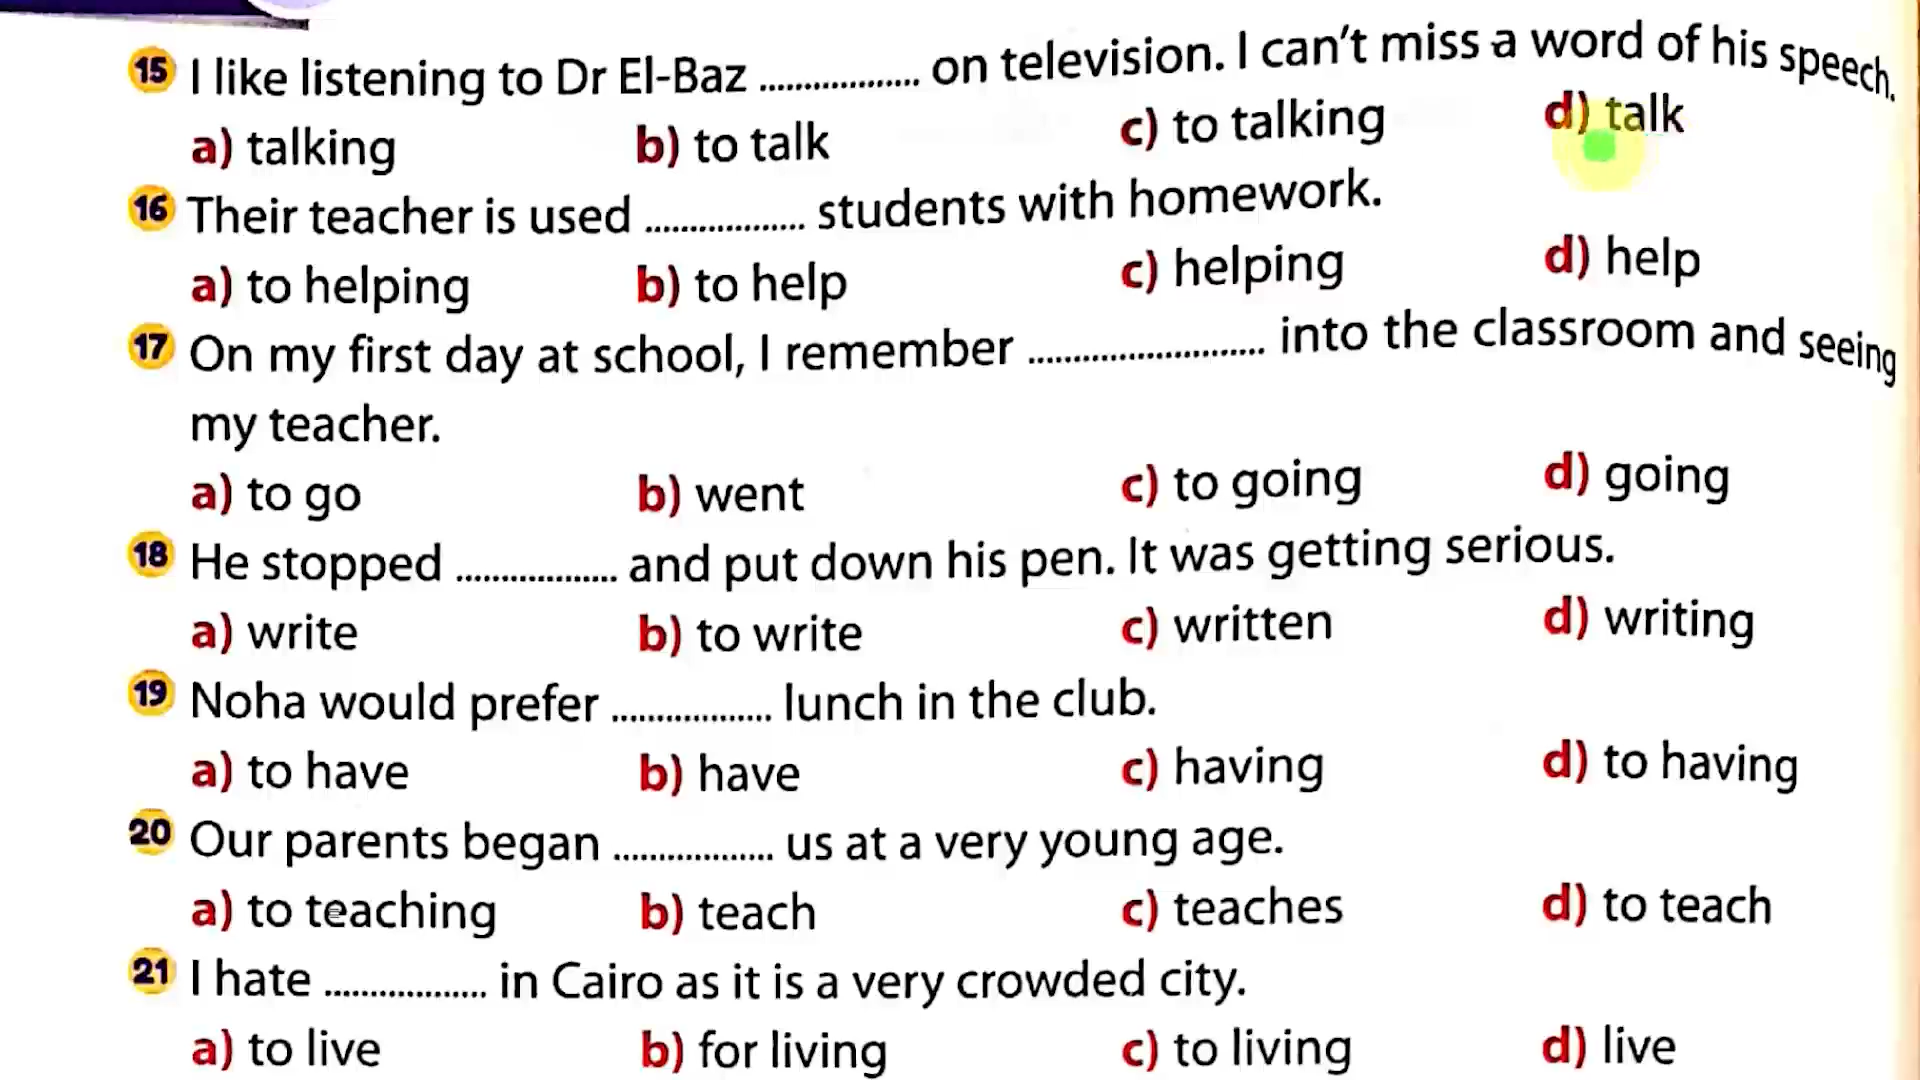 15 I like listening to Dr El-Baz .................. on television. I can't miss a word of his speech.
a) talking b) to talk c) to talking d) talk
16 Their teacher is used .................. students with homework.
a) to helping b) to help c) helping d) help
17 On my first day at school, I remember .......................... into the classroom and seeing
my teacher.
a) to go b) went c) to going d) going
18 He stopped .................. and put down his pen. It was getting serious.
a) write b) to write c) written d) writing
19 Noha would prefer .................. lunch in the club.
a) to have b) have c) having d) to having
20 Our parents began .................. us at a very young age.
a) to teaching b) teach c) teaches d) to teach
21 I hate .................. in Cairo as it is a very crowded city.
a) to live b) for living c) to living d) live